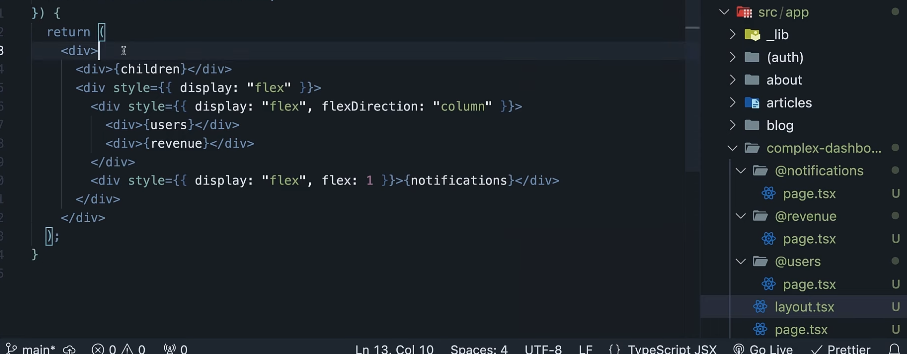 }) {
return (
<div>
<div>{children}</div>
<div style={{ display: "flex" }}>
<div style={{ display: "flex", flexDirection: "column" }}>
<div>{users}</div>
<div>{revenue}</div>
</div>
<div style={{ display: "flex", flex: 1 }}>{notifications}</div>
</div>
</div>
);
}
src/app
_lib
(auth)
about
articles
blog
complex-dashbo...
@notifications
page.tsx U
@revenue
page.tsx U
@users
page.tsx U
layout.tsx U
page.tsx U
main* 0 0 0 Ln 13, Col 10 Spaces: 4 UTF-8 LF {} TypeScript JSX Go Live Prettier